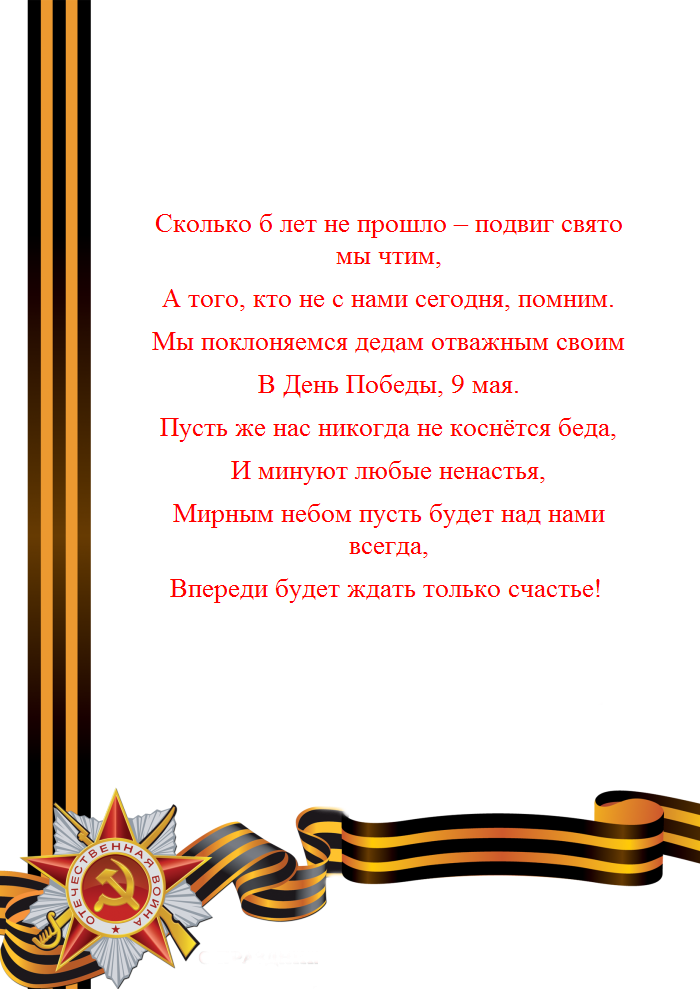 Сколько б лет не прошло – подвиг свято
мы чтим,
А того, кто не с нами сегодня, помним.
Мы поклоняемся дедам отважным своим
В День Победы, 9 мая.
Пусть же нас никогда не коснётся беда,
И минуют любые ненастья,
Мирным небом пусть будет над нами
всегда,
Впереди будет ждать только счастье!
ОТЕЧЕСТВЕННАЯ ВОЙНА